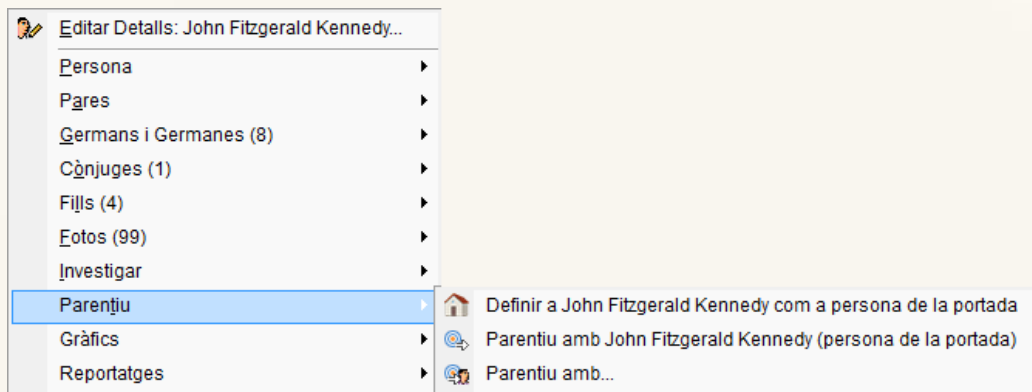 Editar Detalls: John Fitzgerald Kennedy...
Persona
Pares
Germans i Germanes (8)
Cònjuges (1)
Fills (4)
Fotos (99)
Investigar
Parentiu
Definir a John Fitzgerald Kennedy com a persona de la portada
Gràfics
Parentiu amb John Fitzgerald Kennedy (persona de la portada)
Reportatges
Parentiu amb...